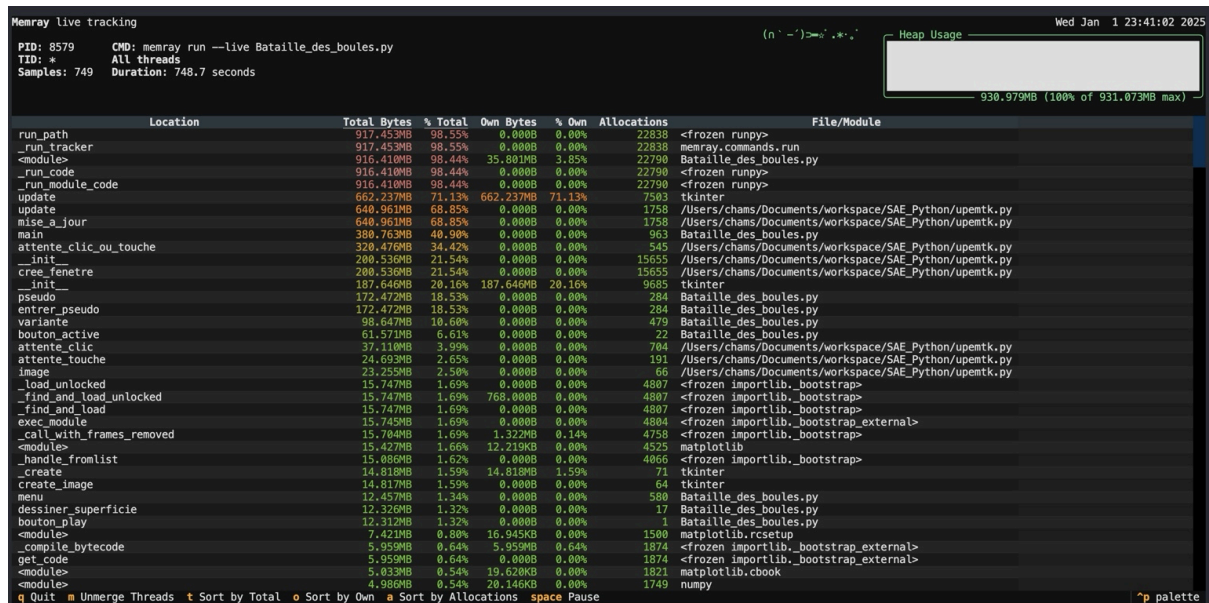 Memray live tracking Wed Jan 1 23:41:02 2025
(∩｀-´)⊃━☆ﾟ.*･｡ﾟ Heap Usage
PID: 8579 CMD: memray run --live Bataille_des_boules.py
TID: * All threads
Samples: 749 Duration: 748.7 seconds
930.979MB (100% of 931.073MB max)
Location Total Bytes % Total Own Bytes % Own Allocations File/Module
run_path 917.453MB 98.55% 0.000B 0.00% 22838 <frozen runpy>
_run_tracker 917.453MB 98.55% 0.000B 0.00% 22838 memray.commands.run
<module> 916.410MB 98.44% 35.801MB 3.85% 22790 Bataille_des_boules.py
_run_code 916.410MB 98.44% 0.000B 0.00% 22790 <frozen runpy>
_run_module_code 916.410MB 98.44% 0.000B 0.00% 22790 <frozen runpy>
update 662.237MB 71.13% 662.237MB 71.13% 7503 tkinter
update 640.961MB 68.85% 0.000B 0.00% 1758 /Users/chams/Documents/workspace/SAE_Python/upemtk.py
mise_a_jour 640.961MB 68.85% 0.000B 0.00% 1758 /Users/chams/Documents/workspace/SAE_Python/upemtk.py
main 380.763MB 40.90% 0.000B 0.00% 963 Bataille_des_boules.py
attente_clic_ou_touche 320.476MB 34.42% 0.000B 0.00% 545 /Users/chams/Documents/workspace/SAE_Python/upemtk.py
__init__ 200.536MB 21.54% 0.000B 0.00% 15655 /Users/chams/Documents/workspace/SAE_Python/upemtk.py
cree_fenetre 200.536MB 21.54% 0.000B 0.00% 15655 /Users/chams/Documents/workspace/SAE_Python/upemtk.py
__init__ 187.646MB 20.16% 187.646MB 20.16% 9685 tkinter
pseudo 172.472MB 18.53% 0.000B 0.00% 284 Bataille_des_boules.py
entrer_pseudo 172.472MB 18.53% 0.000B 0.00% 284 Bataille_des_boules.py
variante 98.647MB 10.60% 0.000B 0.00% 479 Bataille_des_boules.py
bouton_active 61.571MB 6.61% 0.000B 0.00% 22 Bataille_des_boules.py
attente_clic 37.110MB 3.99% 0.000B 0.00% 704 /Users/chams/Documents/workspace/SAE_Python/upemtk.py
attente_touche 24.693MB 2.65% 0.000B 0.00% 191 /Users/chams/Documents/workspace/SAE_Python/upemtk.py
image 23.255MB 2.50% 0.000B 0.00% 66 /Users/chams/Documents/workspace/SAE_Python/upemtk.py
_load_unlocked 15.747MB 1.69% 0.000B 0.00% 4807 <frozen importlib._bootstrap>
_find_and_load_unlocked 15.747MB 1.69% 768.000B 0.00% 4807 <frozen importlib._bootstrap>
_find_and_load 15.747MB 1.69% 0.000B 0.00% 4807 <frozen importlib._bootstrap>
exec_module 15.745MB 1.69% 0.000B 0.00% 4804 <frozen importlib._bootstrap_external>
_call_with_frames_removed 15.704MB 1.69% 1.322MB 0.14% 4758 <frozen importlib._bootstrap>
<module> 15.427MB 1.66% 12.219KB 0.00% 4525 matplotlib
_handle_fromlist 15.086MB 1.62% 0.000B 0.00% 4066 <frozen importlib._bootstrap>
_create 14.818MB 1.59% 14.818MB 1.59% 71 tkinter
create_image 14.817MB 1.59% 0.000B 0.00% 64 tkinter
menu 12.457MB 1.34% 0.000B 0.00% 580 Bataille_des_boules.py
dessiner_superficie 12.326MB 1.32% 0.000B 0.00% 17 Bataille_des_boules.py
bouton_play 12.312MB 1.32% 0.000B 0.00% 1 Bataille_des_boules.py
<module> 7.421MB 0.80% 16.945KB 0.00% 1500 matplotlib.rcsetup
_compile_bytecode 5.959MB 0.64% 5.959MB 0.64% 1874 <frozen importlib._bootstrap_external>
get_code 5.959MB 0.64% 0.000B 0.00% 1874 <frozen importlib._bootstrap_external>
<module> 5.033MB 0.54% 19.620KB 0.00% 1821 matplotlib.cbook
<module> 4.986MB 0.54% 20.146KB 0.00% 1749 numpy
q Quit m Unmerge Threads t Sort by Total o Sort by Own a Sort by Allocations space Pause ^p palette